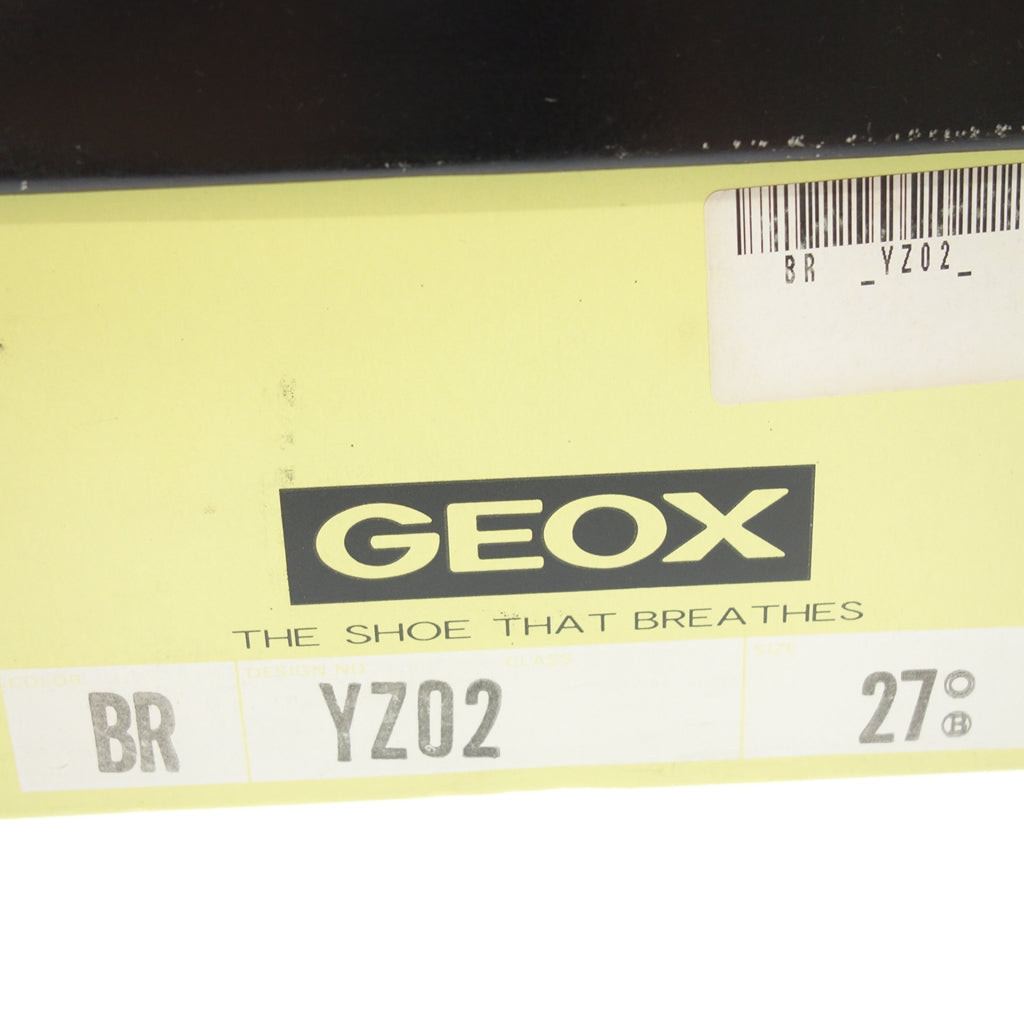 BR _YZ02_
GEOX
THE SHOE THAT BREATHES
COLOR DESIGN NO. CLASS SIZE
BR YZ02 27 O
B